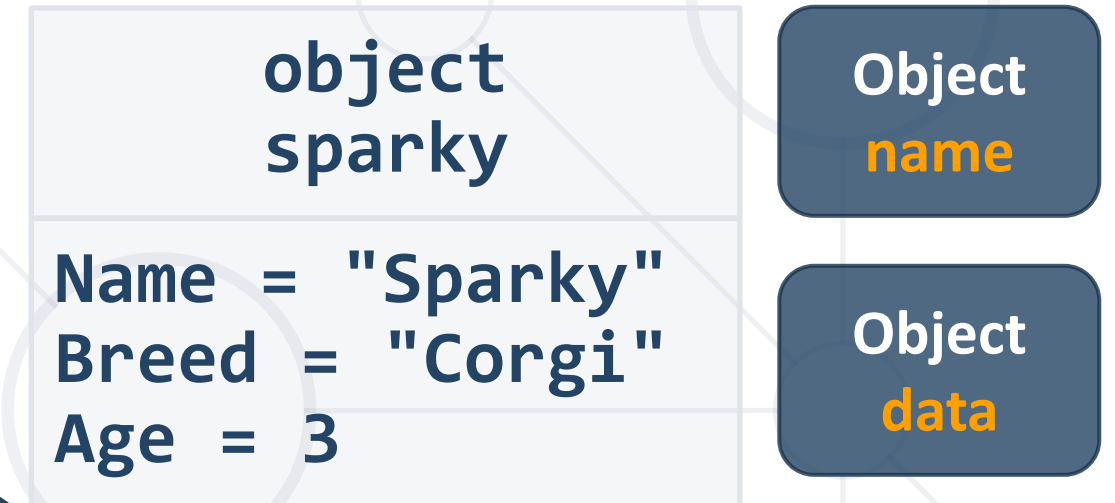 object
sparky
Name = "Sparky"
Breed = "Corgi"
Age = 3
Object
name
Object
data